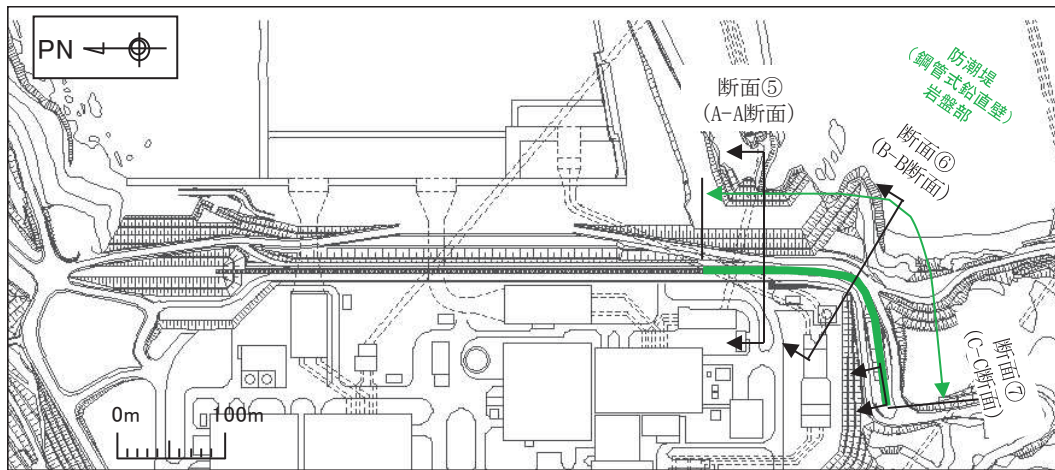 PN
断面⑤
(A-A断面)
防潮堤
(鋼管式鉛直壁)
岩盤部
断面⑥
(B-B断面)
断面⑦
(C-C断面)
0m
100m